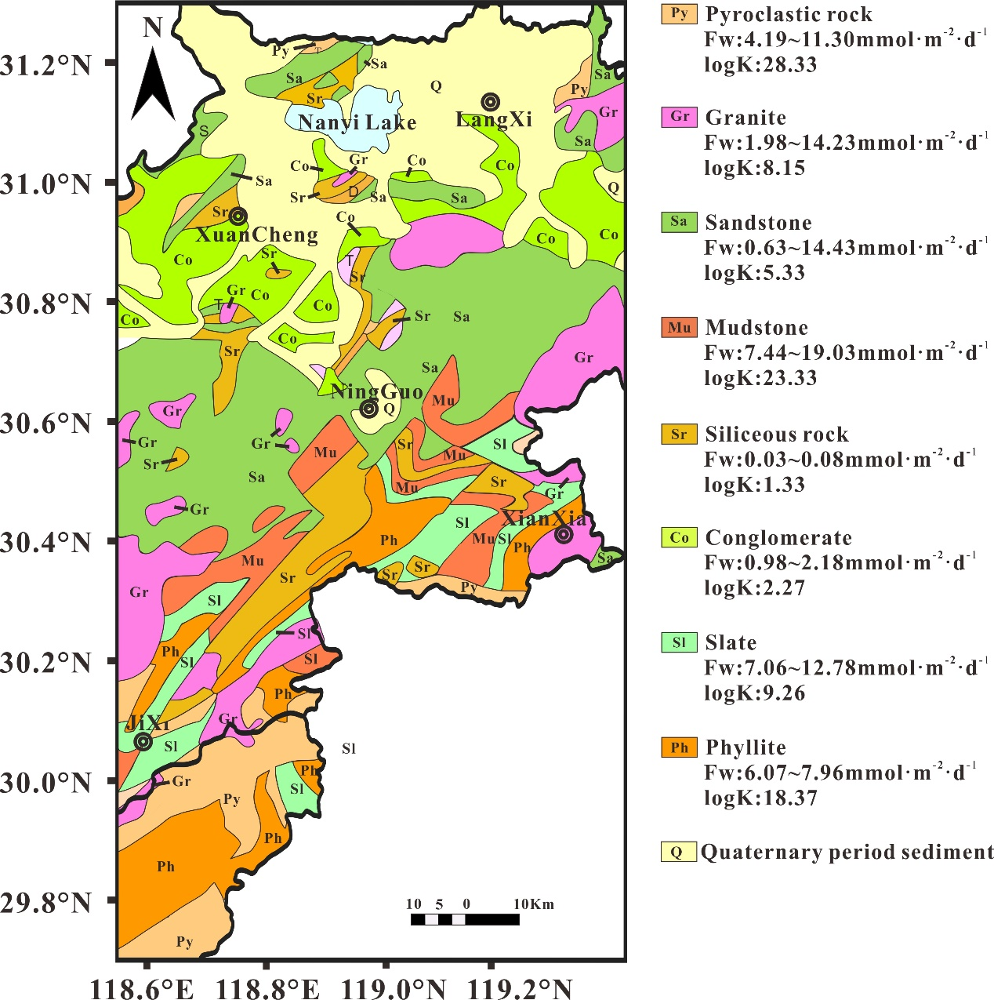 N
31.2°N
31.0°N
30.8°N
30.6°N
30.4°N
30.2°N
30.0°N
29.8°N
118.6°E
118.8°E
119.0°N
119.2°N
Py
T
Sa
Sa
Sr
Q
Nanyi Lake
LangXi
Sa
Py
Gr
Sa
S
Co
Gr
Co
Co
Sa
Sr
D
Sa
Sa
Q
Sr
XuanCheng
Co
Co
Co
Co
Sr
T
Sr
Gr
Co
T
Co
Co
Sr
Sa
Co
Sr
Sa
Gr
NingGuo
Q
Mu
Gr
Gr
Gr
Sr
Mu
Sr
Mu
Sl
Sa
Mu
Sr
Gr
Gr
XianXia
Sl
Mu
Sl
Ph
Ph
Sa
Mu
Sr
Sr
Sr
Py
Gr
Sl
Sl
Ph
Sl
Sl
Ph
Gr
JiXi
Sl
Sl
Gr
Ph
Sl
Py
Ph
Ph
Py
10 5 0 10Km
Py Pyroclastic rock
Fw:4.19~11.30mmol·m⁻²·d⁻¹
logK:28.33
Gr Granite
Fw:1.98~14.23mmol·m⁻²·d⁻¹
logK:8.15
Sa Sandstone
Fw:0.63~14.43mmol·m⁻²·d⁻¹
logK:5.33
Mu Mudstone
Fw:7.44~19.03mmol·m⁻²·d⁻¹
logK:23.33
Sr Siliceous rock
Fw:0.03~0.08mmol·m⁻²·d⁻¹
logK:1.33
Co Conglomerate
Fw:0.98~2.18mmol·m⁻²·d⁻¹
logK:2.27
Sl Slate
Fw:7.06~12.78mmol·m⁻²·d⁻¹
logK:9.26
Ph Phyllite
Fw:6.07~7.96mmol·m⁻²·d⁻¹
logK:18.37
Q Quaternary period sediment